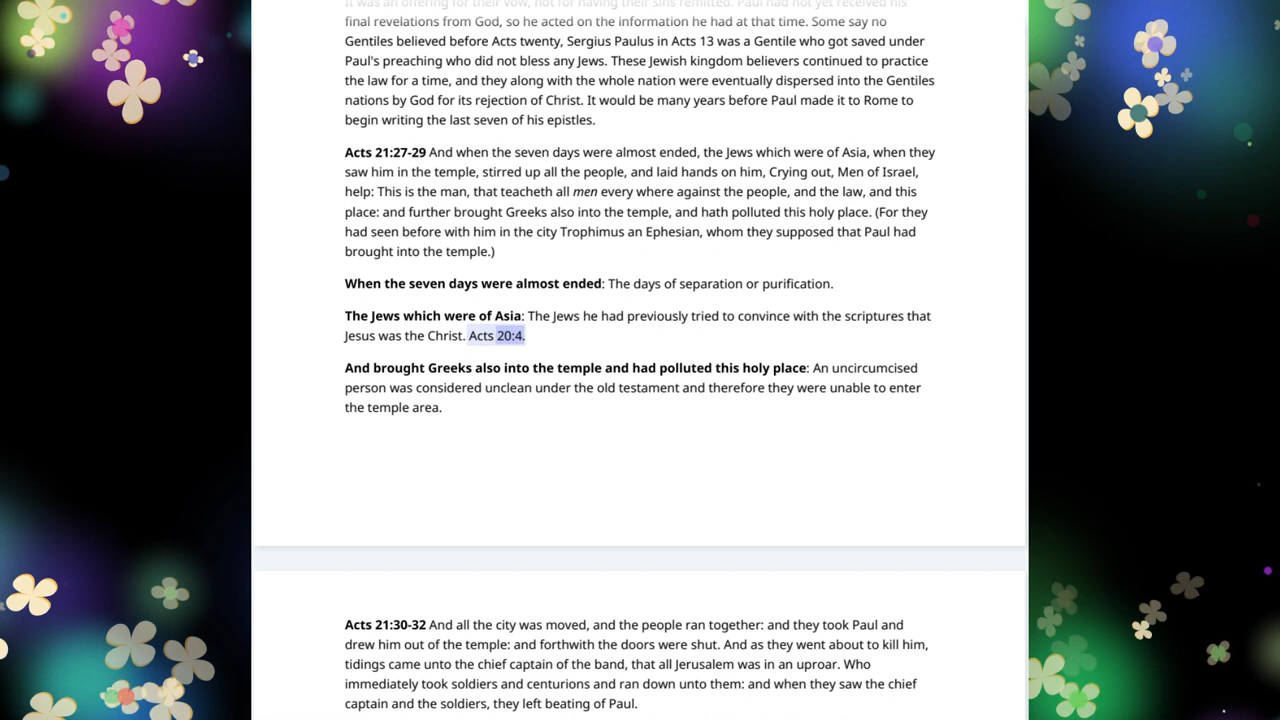 It was an offering for their vow, not for having their sins remitted. Paul had not yet received his
final revelations from God, so he acted on the information he had at that time. Some say no
Gentiles believed before Acts twenty, Sergius Paulus in Acts 13 was a Gentile who got saved under
Paul's preaching who did not bless any Jews. These Jewish kingdom believers continued to practice
the law for a time, and they along with the whole nation were eventually dispersed into the Gentiles
nations by God for its rejection of Christ. It would be many years before Paul made it to Rome to
begin writing the last seven of his epistles.
Acts 21:27-29 And when the seven days were almost ended, the Jews which were of Asia, when they
saw him in the temple, stirred up all the people, and laid hands on him, Crying out, Men of Israel,
help: This is the man, that teacheth all men every where against the people, and the law, and this
place: and further brought Greeks also into the temple, and hath polluted this holy place. (For they
had seen before with him in the city Trophimus an Ephesian, whom they supposed that Paul had
brought into the temple.)
When the seven days were almost ended: The days of separation or purification.
The Jews which were of Asia: The Jews he had previously tried to convince with the scriptures that
Jesus was the Christ. Acts 20:4.
And brought Greeks also into the temple and had polluted this holy place: An uncircumcised
person was considered unclean under the old testament and therefore they were unable to enter
the temple area.
Acts 21:30-32 And all the city was moved, and the people ran together: and they took Paul and
drew him out of the temple: and forthwith the doors were shut. And as they went about to kill him,
tidings came unto the chief captain of the band, that all Jerusalem was in an uproar. Who
immediately took soldiers and centurions and ran down unto them: and when they saw the chief
captain and the soldiers, they left beating of Paul.